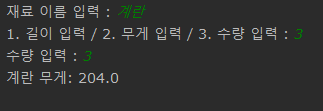 재료 이름 입력 : 계란
1. 길이 입력 / 2. 무게 입력 / 3. 수량 입력 : 3
수량 입력 : 3
계란 무게: 204.0